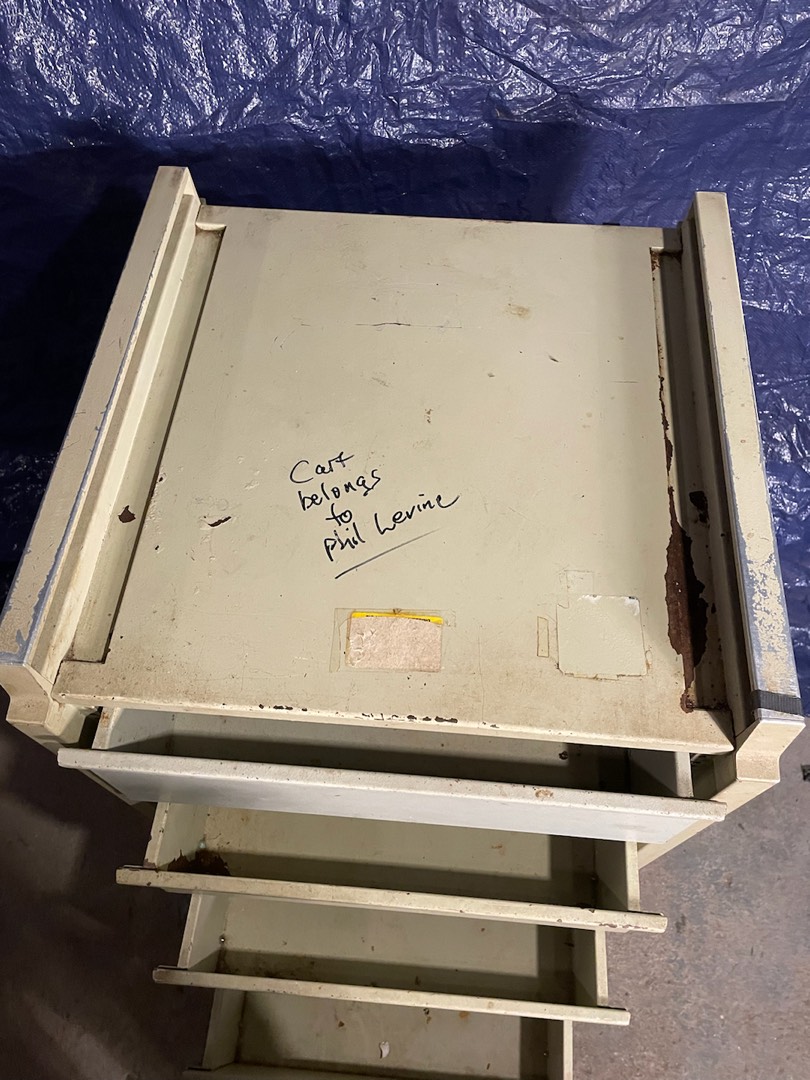 Cart
belongs
to
phil Levine